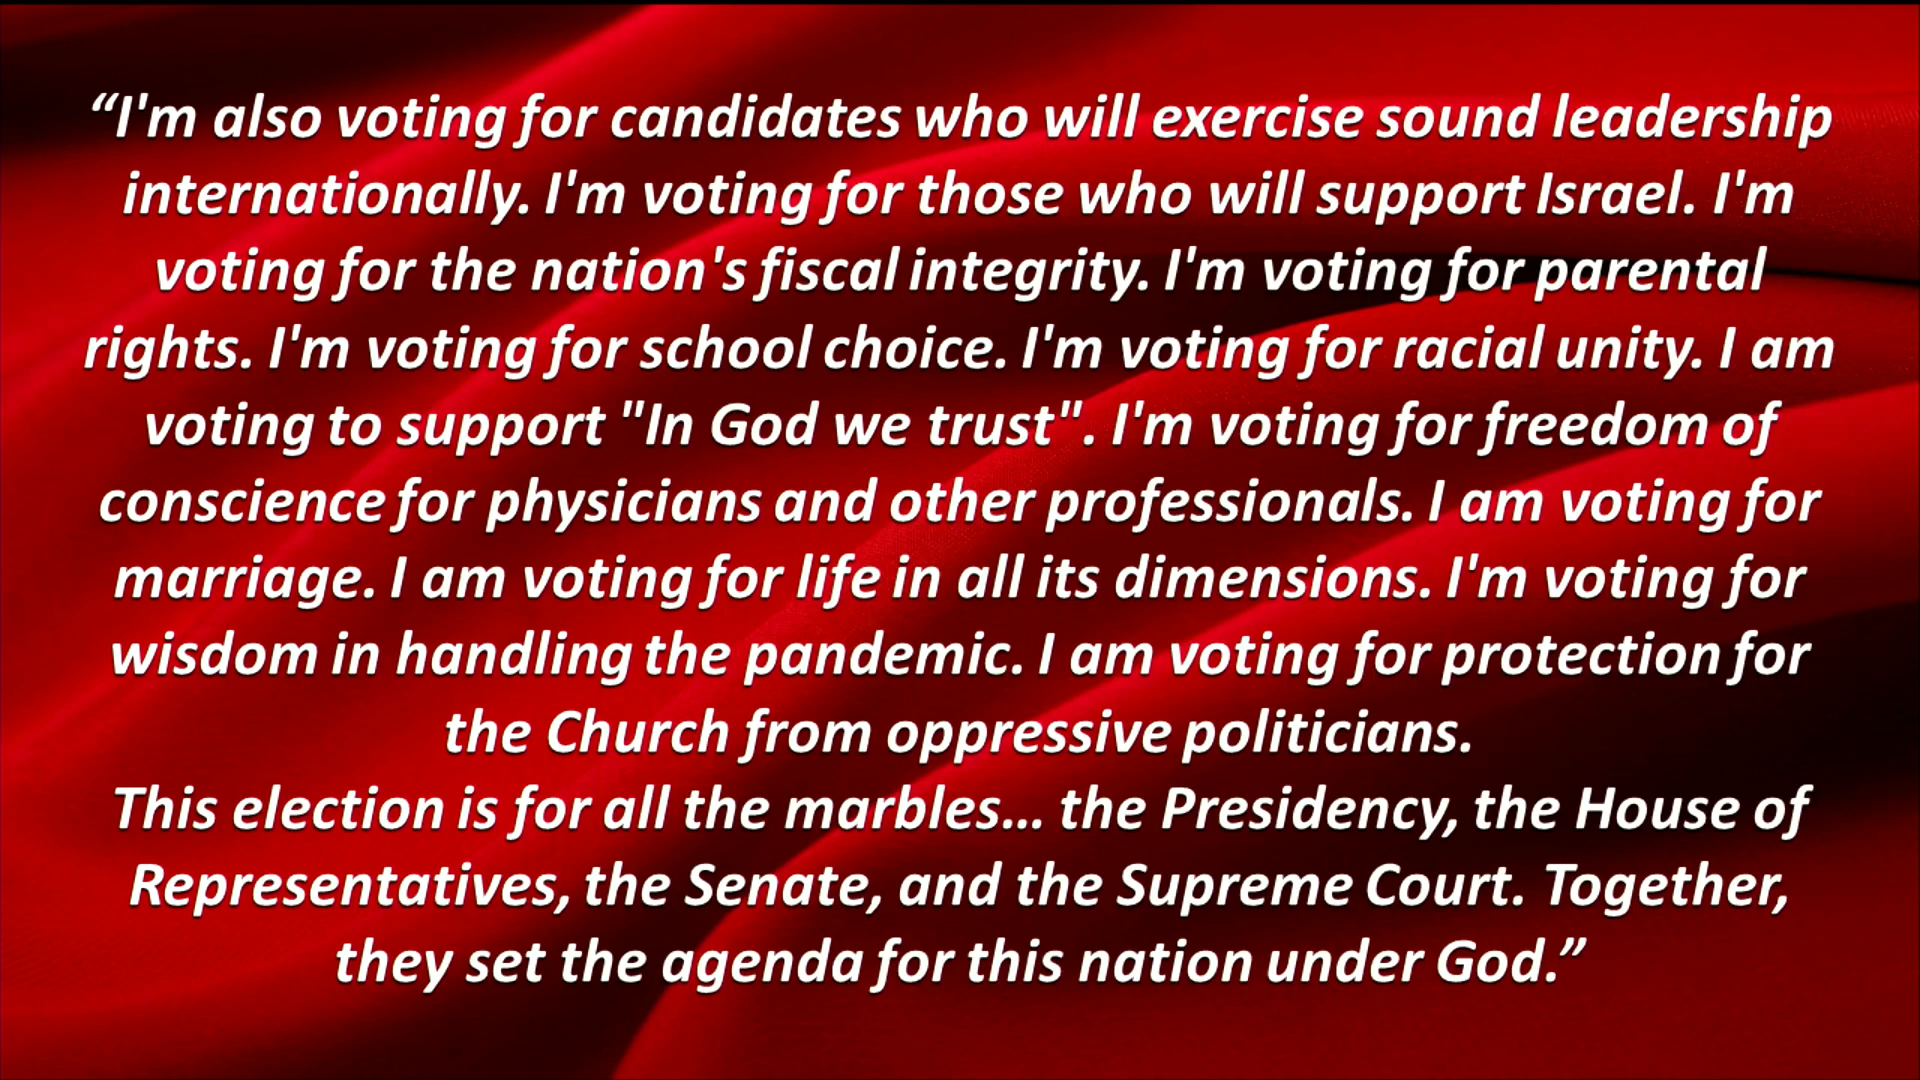 “I'm also voting for candidates who will exercise sound leadership
internationally. I'm voting for those who will support Israel. I'm
voting for the nation's fiscal integrity. I'm voting for parental
rights. I'm voting for school choice. I'm voting for racial unity. I am
voting to support "In God we trust". I'm voting for freedom of
conscience for physicians and other professionals. I am voting for
marriage. I am voting for life in all its dimensions. I'm voting for
wisdom in handling the pandemic. I am voting for protection for
the Church from oppressive politicians.
This election is for all the marbles... the Presidency, the House of
Representatives, the Senate, and the Supreme Court. Together,
they set the agenda for this nation under God.”